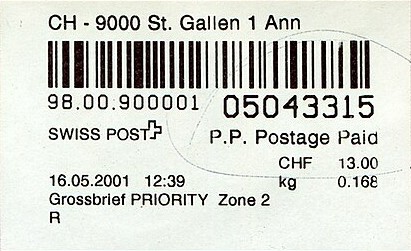 CH - 9000 St. Gallen 1 Ann
98.00.900001 05043315
SWISS POST P.P. Postage Paid
CHF 13.00
16.05.2001 12:39 kg 0.168
Grossbrief PRIORITY Zone 2
R